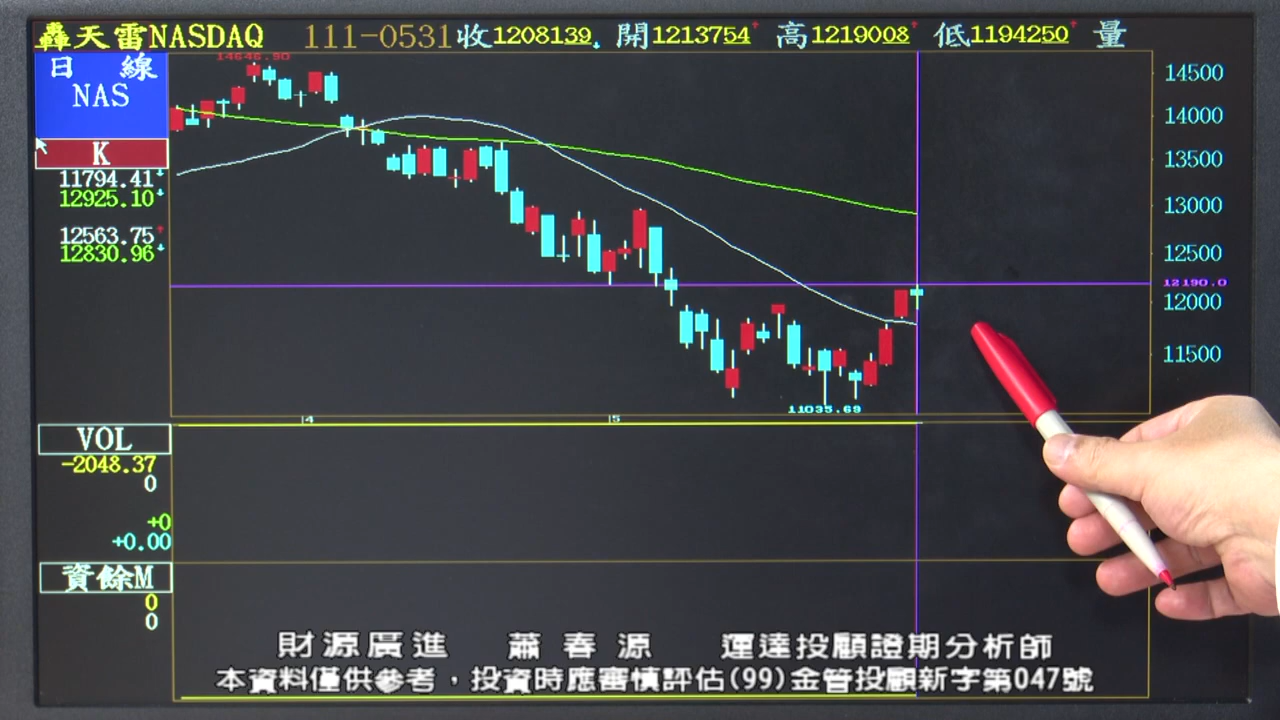 轟天雷NASDAQ 111-0531收1208139↓ 開1213754↑ 高1219008↑ 低1194250↑ 量
日 線
NAS
K
11794.41↓
12925.10↓
12563.75↑
12830.96↓
14646.90
14500
14000
13500
13000
12500
12190.0
12000
11500
11035.69
4
5
VOL
-2048.37
0
+0
+0.00
資餘M
0
0
財源廣進 蕭春源 運達投顧證期分析師
本資料僅供參考，投資時應審慎評估(99)金管投顧新字第047號